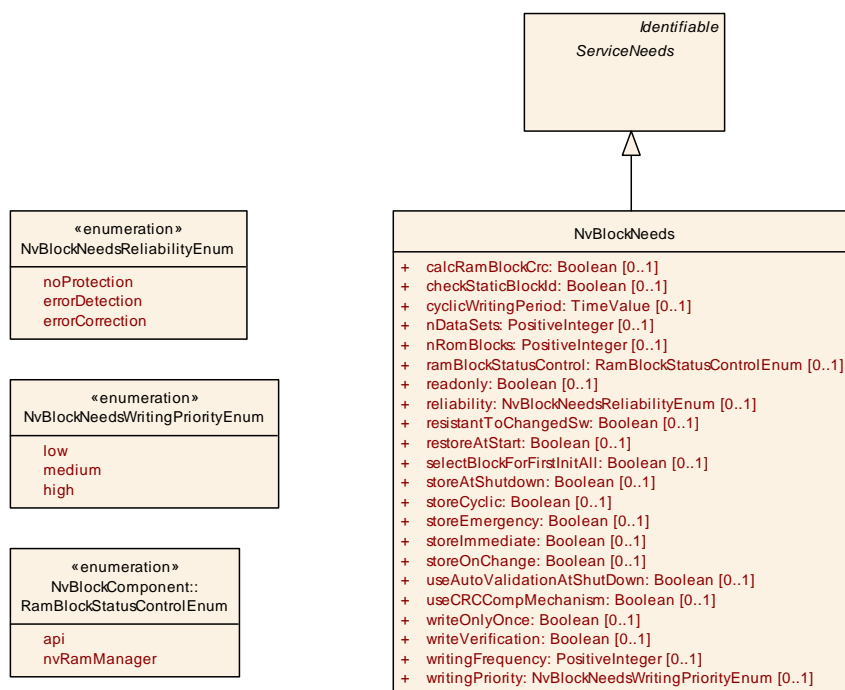 Identifiable
ServiceNeeds
«enumeration»
NvBlockNeedsReliabilityEnum
noProtection
errorDetection
errorCorrection
«enumeration»
NvBlockNeedsWritingPriorityEnum
low
medium
high
«enumeration»
NvBlockComponent::
RamBlockStatusControlEnum
api
nvRamManager
NvBlockNeeds
+ calcRamBlockCrc: Boolean [0..1]
+ checkStaticBlockId: Boolean [0..1]
+ cyclicWritingPeriod: TimeValue [0..1]
+ nDataSets: PositiveInteger [0..1]
+ nRomBlocks: PositiveInteger [0..1]
+ ramBlockStatusControl: RamBlockStatusControlEnum [0..1]
+ readonly: Boolean [0..1]
+ reliability: NvBlockNeedsReliabilityEnum [0..1]
+ resistantToChangedSw: Boolean [0..1]
+ restoreAtStart: Boolean [0..1]
+ selectBlockForFirstInitAll: Boolean [0..1]
+ storeAtShutdown: Boolean [0..1]
+ storeCyclic: Boolean [0..1]
+ storeEmergency: Boolean [0..1]
+ storeImmediate: Boolean [0..1]
+ storeOnChange: Boolean [0..1]
+ useAutoValidationAtShutDown: Boolean [0..1]
+ useCRCCompMechanism: Boolean [0..1]
+ writeOnlyOnce: Boolean [0..1]
+ writeVerification: Boolean [0..1]
+ writingFrequency: PositiveInteger [0..1]
+ writingPriority: NvBlockNeedsWritingPriorityEnum [0..1]